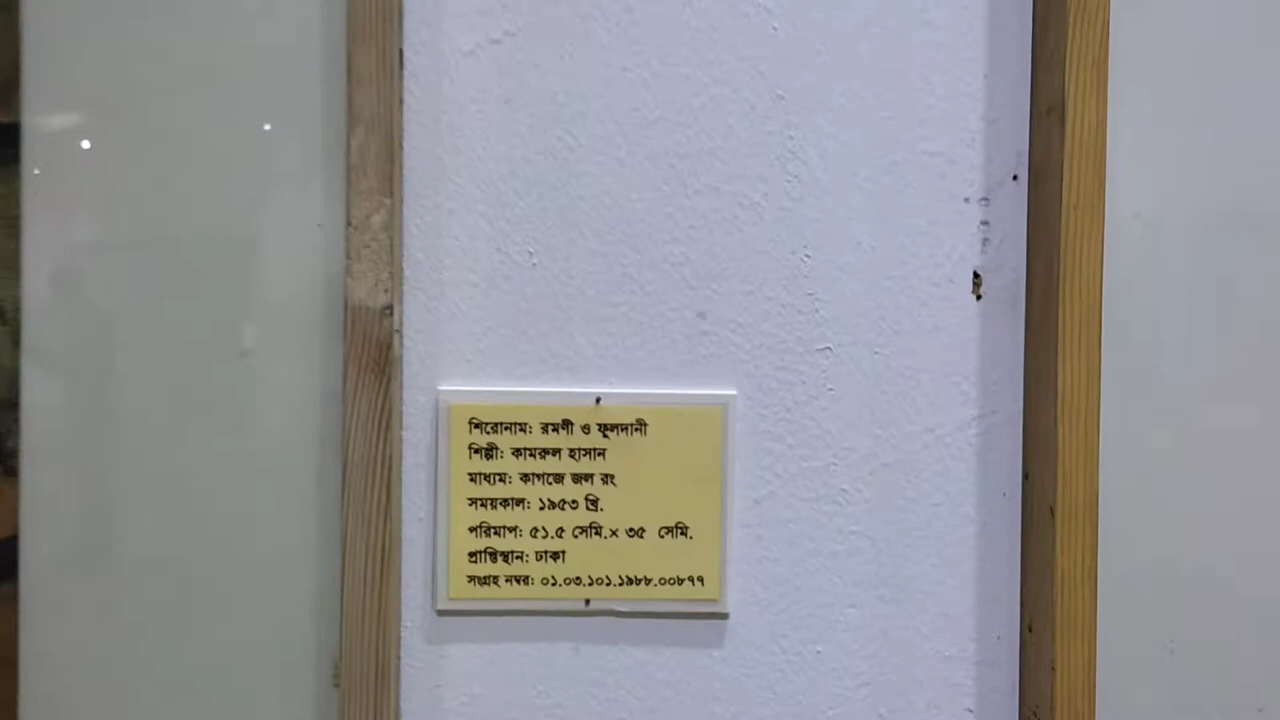 শিরোনাম: রমণী ও ফুলদানী
শিল্পী: কামরুল হাসান
মাধ্যম: কাগজে জল রং
সময়কাল: ১৯৫৩ খ্রি.
পরিমাপ: ৫১.৫ সেমি.× ৩৫ সেমি.
প্রাপ্তিস্থান: ঢাকা
সংগ্রহ নম্বর: ০১.০৩.১০১.১৯৮৮.০০৮৭৭